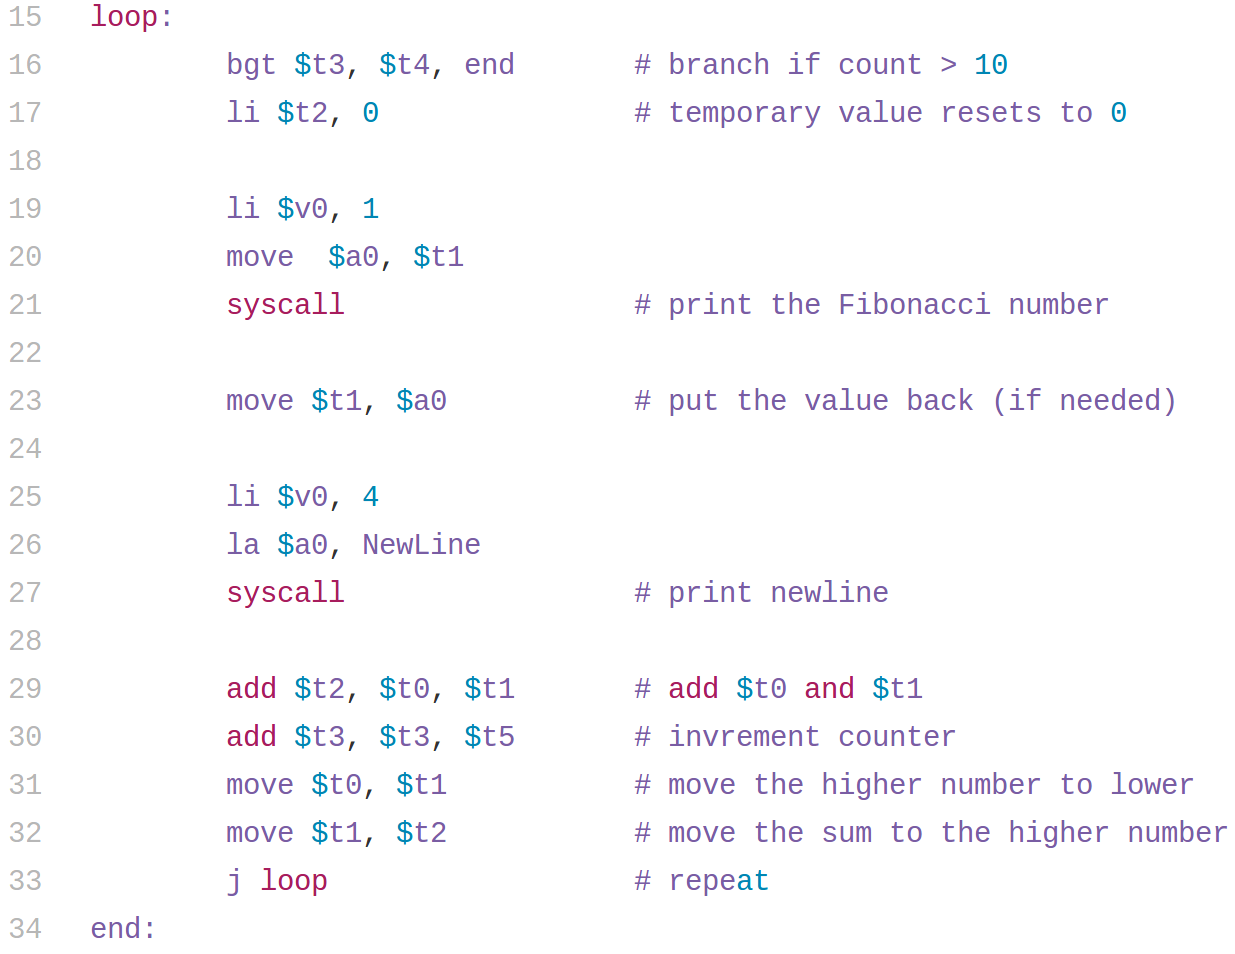 15 loop:
16 bgt $t3, $t4, end # branch if count > 10
17 li $t2, 0 # temporary value resets to 0
18
19 li $v0, 1
20 move  $a0, $t1
21 syscall # print the Fibonacci number
22
23 move $t1, $a0 # put the value back (if needed)
24
25 li $v0, 4
26 la $a0, NewLine
27 syscall # print newline
28
29 add $t2, $t0, $t1 # add $t0 and $t1
30 add $t3, $t3, $t5 # invrement counter
31 move $t0, $t1 # move the higher number to lower
32 move $t1, $t2 # move the sum to the higher number
33 j loop # repeat
34 end: